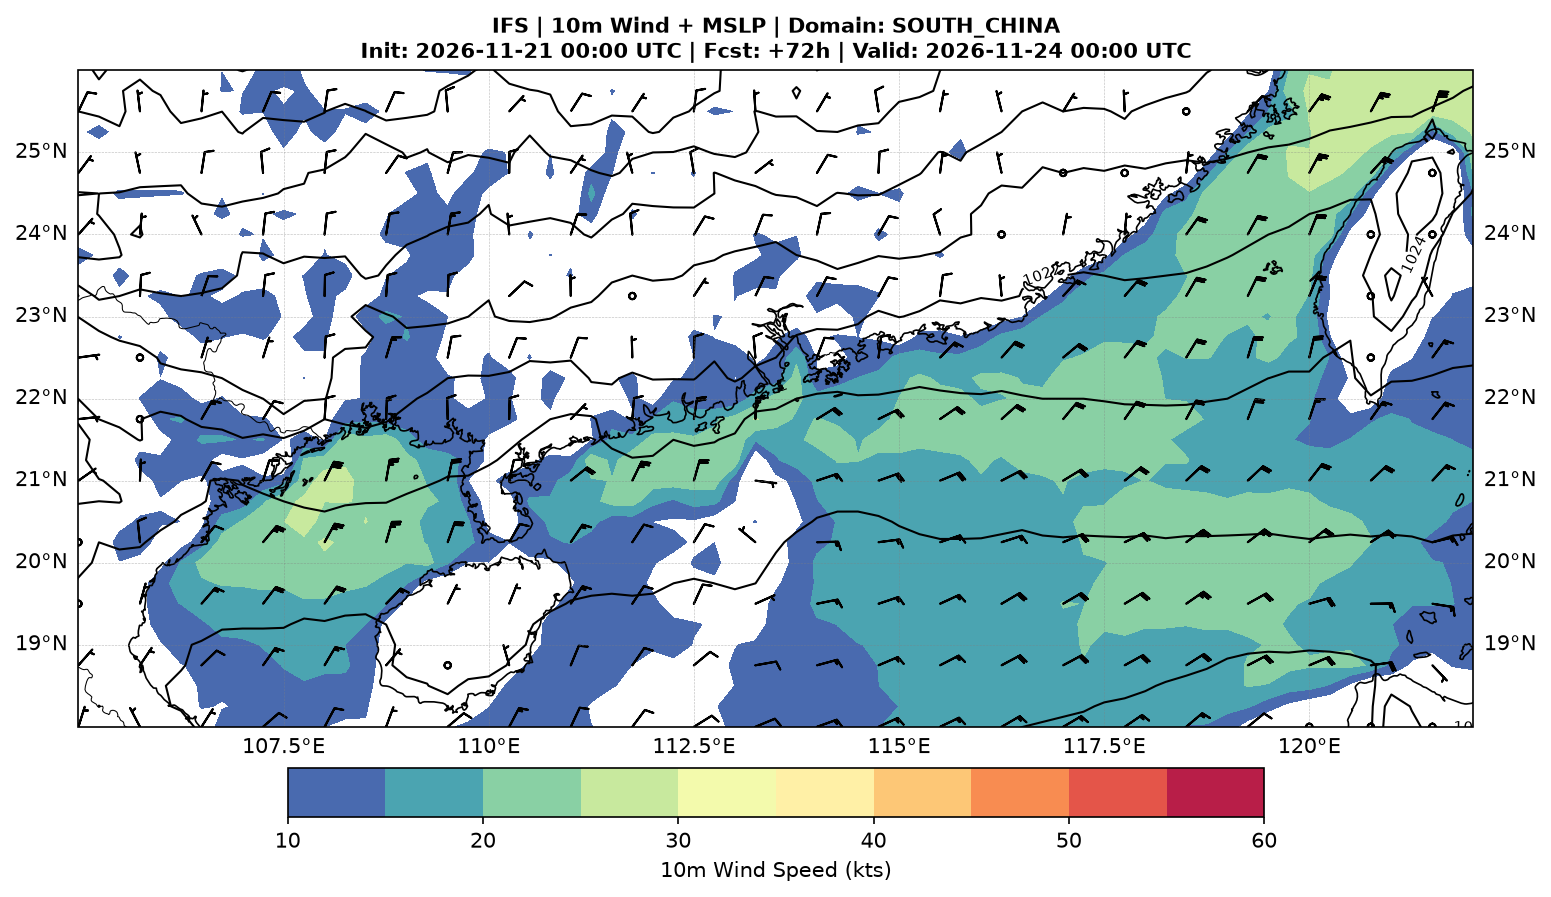 IFS | 10m Wind + MSLP | Domain: SOUTH_CHINA
Init: 2026-11-21 00:00 UTC | Fcst: +72h | Valid: 2026-11-24 00:00 UTC
25°N 25°N
24°N 24°N
1024
23°N 23°N
22°N 22°N
21°N 21°N
20°N 20°N
19°N 19°N
107.5°E 110°E 112.5°E 115°E 117.5°E 120°E
10 20 30 40 50 60
10m Wind Speed (kts)